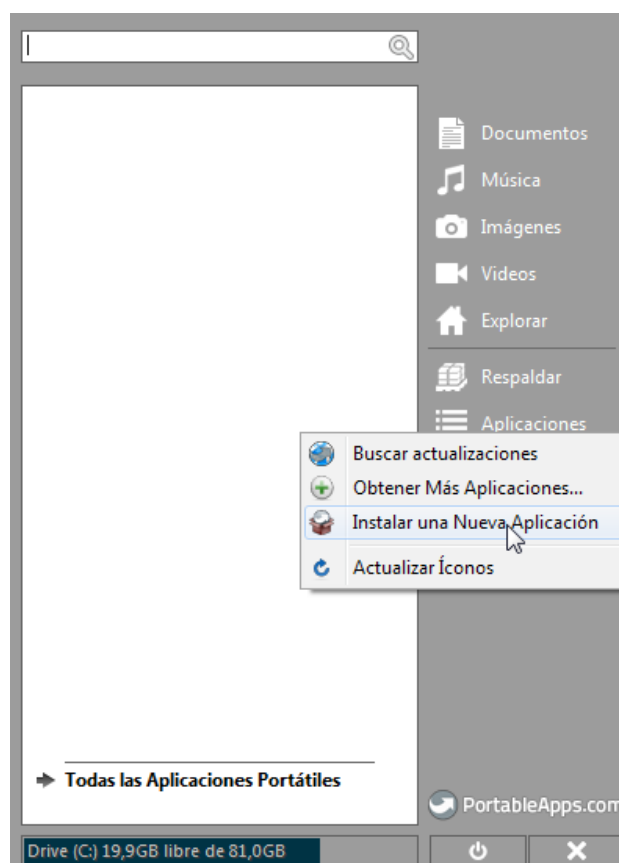 Documentos
Música
Imágenes
Videos
Explorar
Respaldar
Aplicaciones
Buscar actualizaciones
Obtener Más Aplicaciones...
Instalar una Nueva Aplicación
Actualizar Íconos
Todas las Aplicaciones Portátiles
PortableApps.com
Drive (C:) 19,9GB libre de 81,0GB